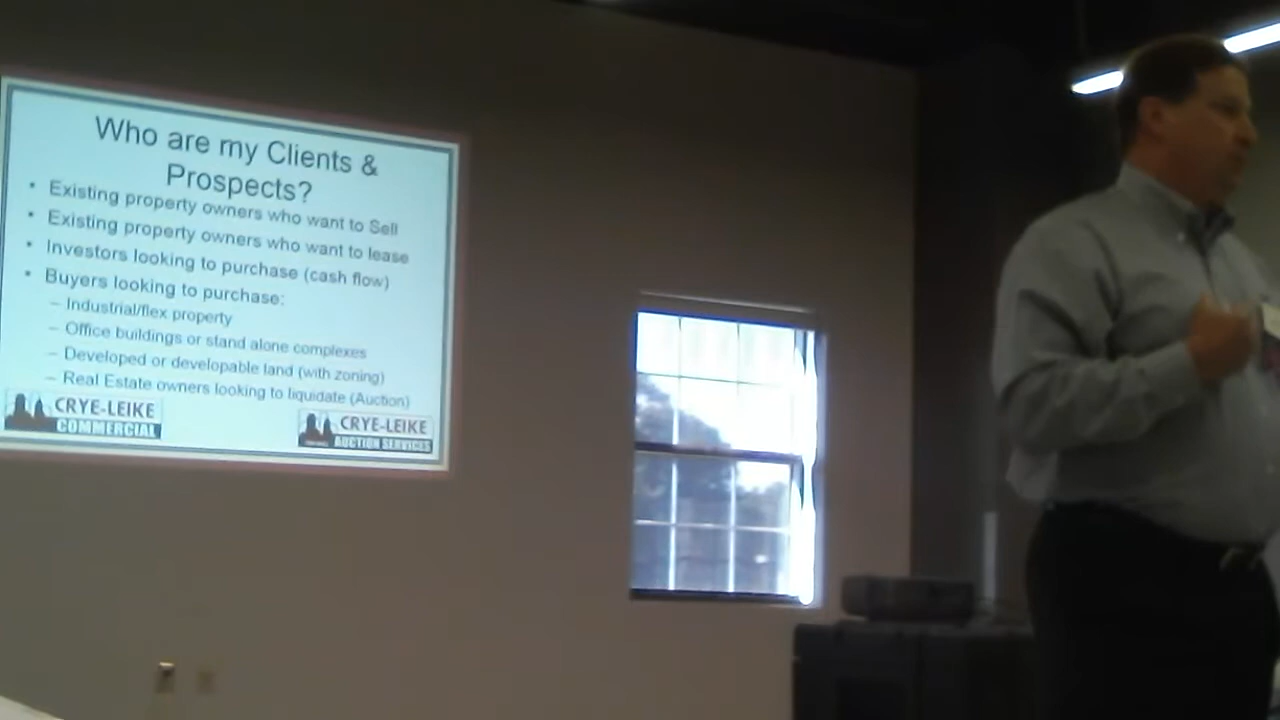 Who are my Clients &
Prospects?
• Existing property owners who want to Sell
• Existing property owners who want to lease
• Investors looking to purchase (cash flow)
• Buyers looking to purchase:
– Industrial/flex property
– Office buildings or stand alone complexes
– Developed or developable land (with zoning)
– Real Estate owners looking to liquidate (Auction)
CRYE-LEIKE
COMMERCIAL
CRYE-LEIKE
AUCTION SERVICES